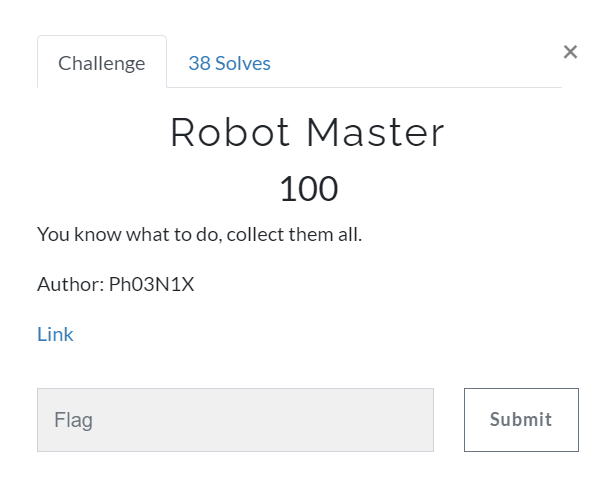 Challenge
38 Solves
×
Robot Master
100
You know what to do, collect them all.
Author: Ph03N1X
Link
Flag
Submit